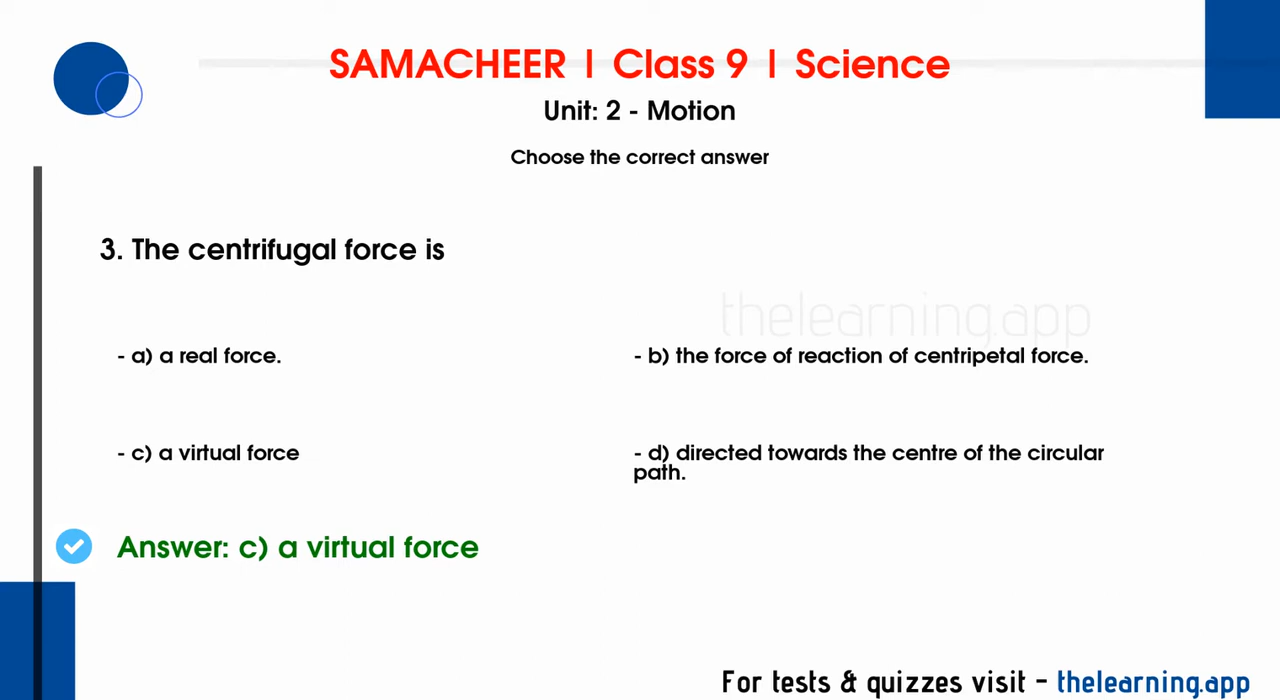 SAMACHEER | Class 9 | Science
Unit: 2 - Motion
Choose the correct answer
3. The centrifugal force is
thelearning.app
- a) a real force.
- b) the force of reaction of centripetal force.
- c) a virtual force
- d) directed towards the centre of the circular
path.
Answer: c) a virtual force
For tests & quizzes visit - thelearning.app